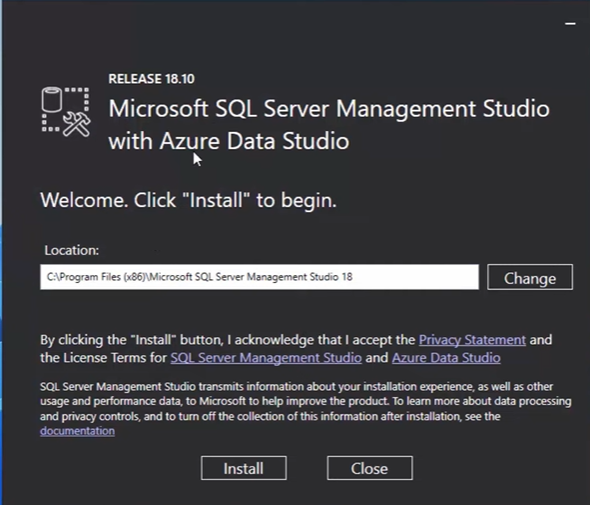 RELEASE 18.10
Microsoft SQL Server Management Studio
with Azure Data Studio
Welcome. Click "Install" to begin.
Location:
C:\Program Files (x86)\Microsoft SQL Server Management Studio 18
Change
By clicking the "Install" button, I acknowledge that I accept the Privacy Statement and
the License Terms for SQL Server Management Studio and Azure Data Studio
SQL Server Management Studio transmits information about your installation experience, as well as other
usage and performance data, to Microsoft to help improve the product. To learn more about data processing
and privacy controls, and to turn off the collection of this information after installation, see the
documentation
Install
Close